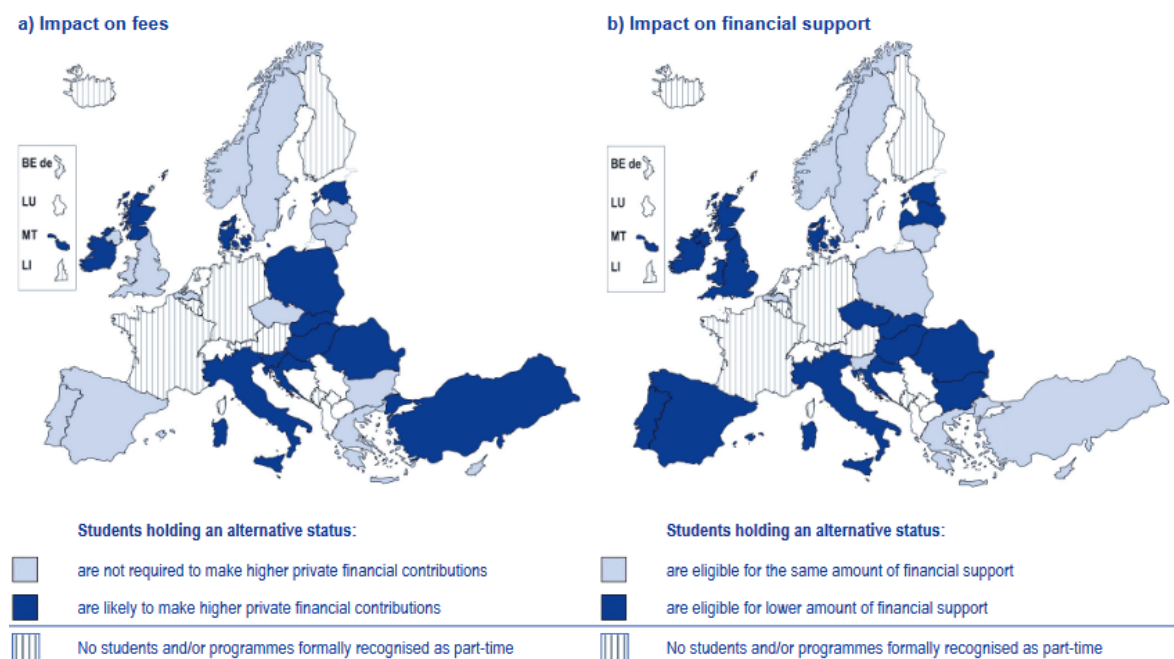 a) Impact on fees
BE de
LU
MT
LI
Students holding an alternative status:
are not required to make higher private financial contributions
are likely to make higher private financial contributions
No students and/or programmes formally recognised as part-time
b) Impact on financial support
BE de
LU
MT
LI
Students holding an alternative status:
are eligible for the same amount of financial support
are eligible for lower amount of financial support
No students and/or programmes formally recognised as part-time